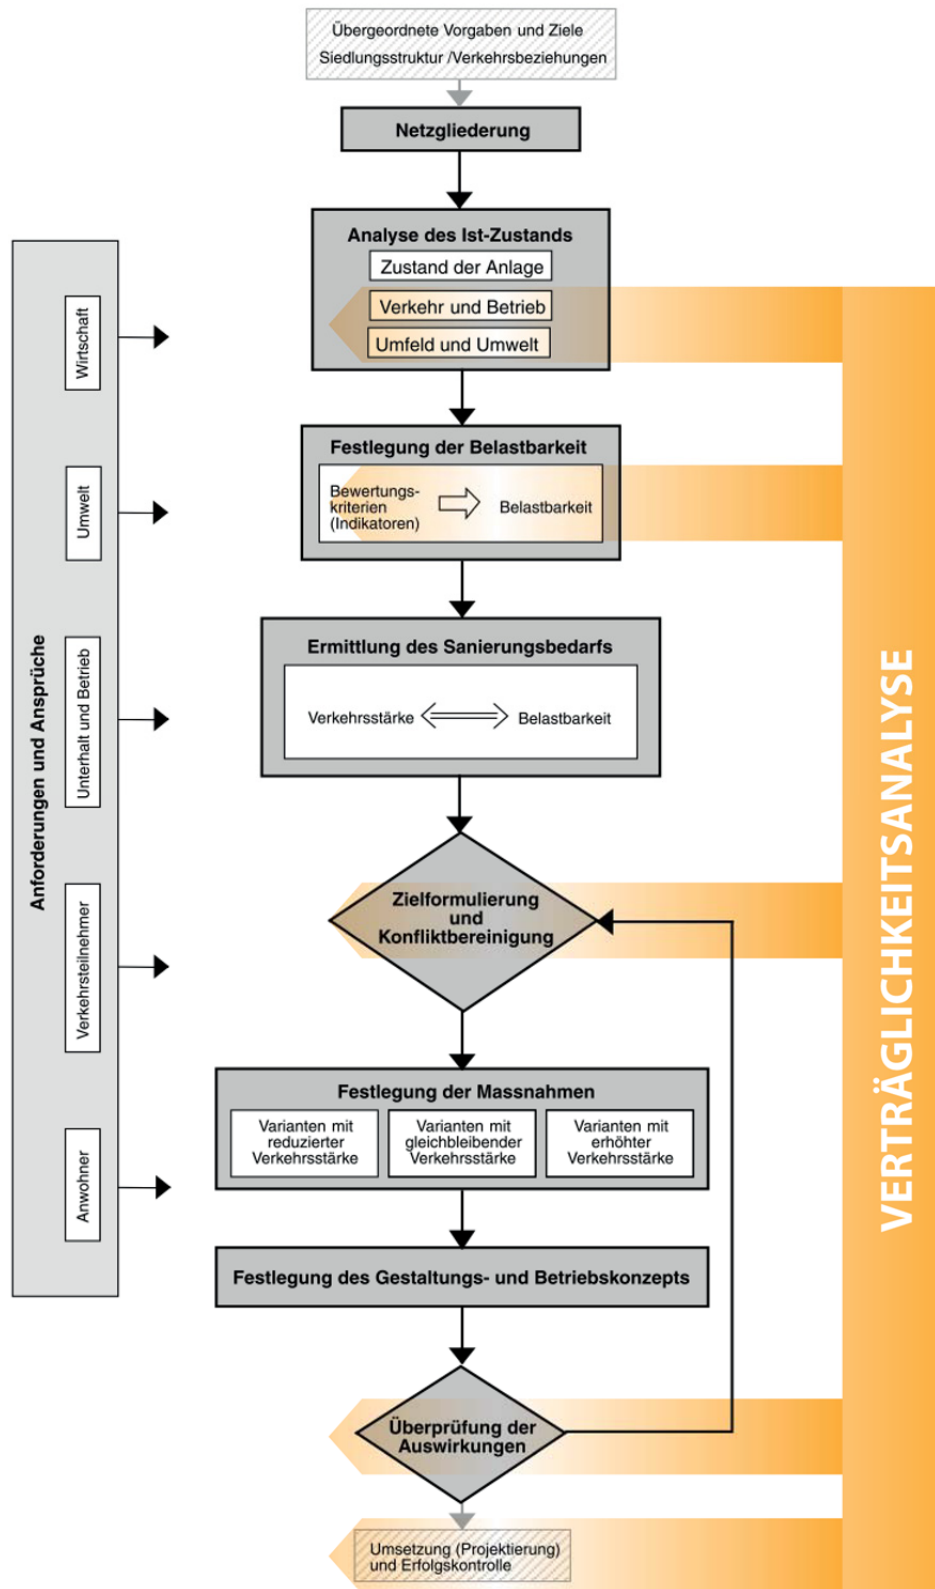 Übergeordnete Vorgaben und Ziele
Siedlungsstruktur /Verkehrsbeziehungen
Netzgliederung
Analyse des Ist-Zustands
Zustand der Anlage
Verkehr und Betrieb
Umfeld und Umwelt
Festlegung der Belastbarkeit
Bewertungs-
kriterien
(Indikatoren)
Belastbarkeit
Ermittlung des Sanierungsbedarfs
Verkehrsstärke
Belastbarkeit
Zielformulierung
und
Konfliktbereinigung
Festlegung der Massnahmen
Varianten mit
reduzierter
Verkehrsstärke
Varianten mit
gleichbleibender
Verkehrsstärke
Varianten mit
erhöhter
Verkehrsstärke
Festlegung des Gestaltungs- und Betriebskonzepts
Überprüfung der
Auswirkungen
Umsetzung (Projektierung)
und Erfolgskontrolle
Anforderungen und Ansprüche
Wirtschaft
Umwelt
Unterhalt und Betrieb
Verkehrsteilnehmer
Anwohner
VERTRÄGLICHKEITSANALYSE